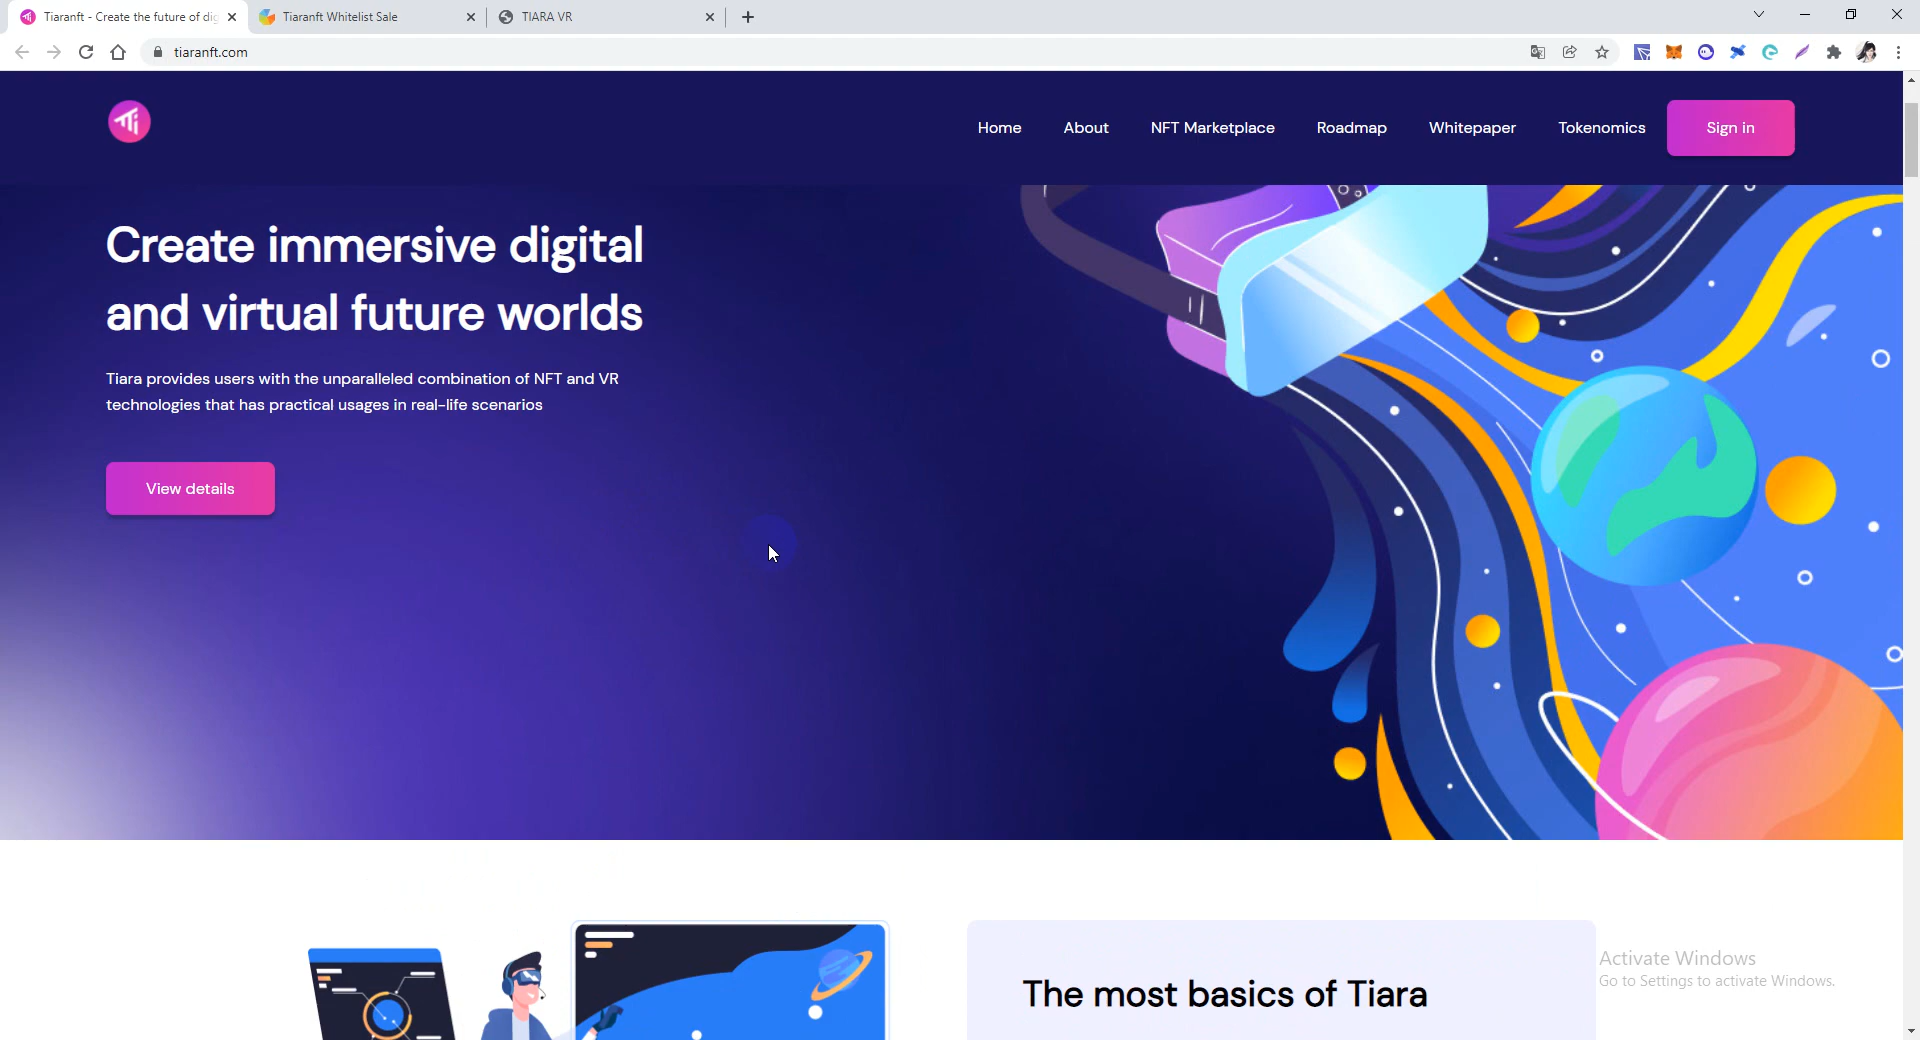 Tiaranft - Create the future of dig
Tiaranft Whitelist Sale
TIARA VR
tiaranft.com
Ti
Home
About
NFT Marketplace
Roadmap
Whitepaper
Tokenomics
Sign in
Create immersive digital
and virtual future worlds
Tiara provides users with the unparalleled combination of NFT and VR
technologies that has practical usages in real-life scenarios
View details
The most basics of Tiara
Activate Windows
Go to Settings to activate Windows.